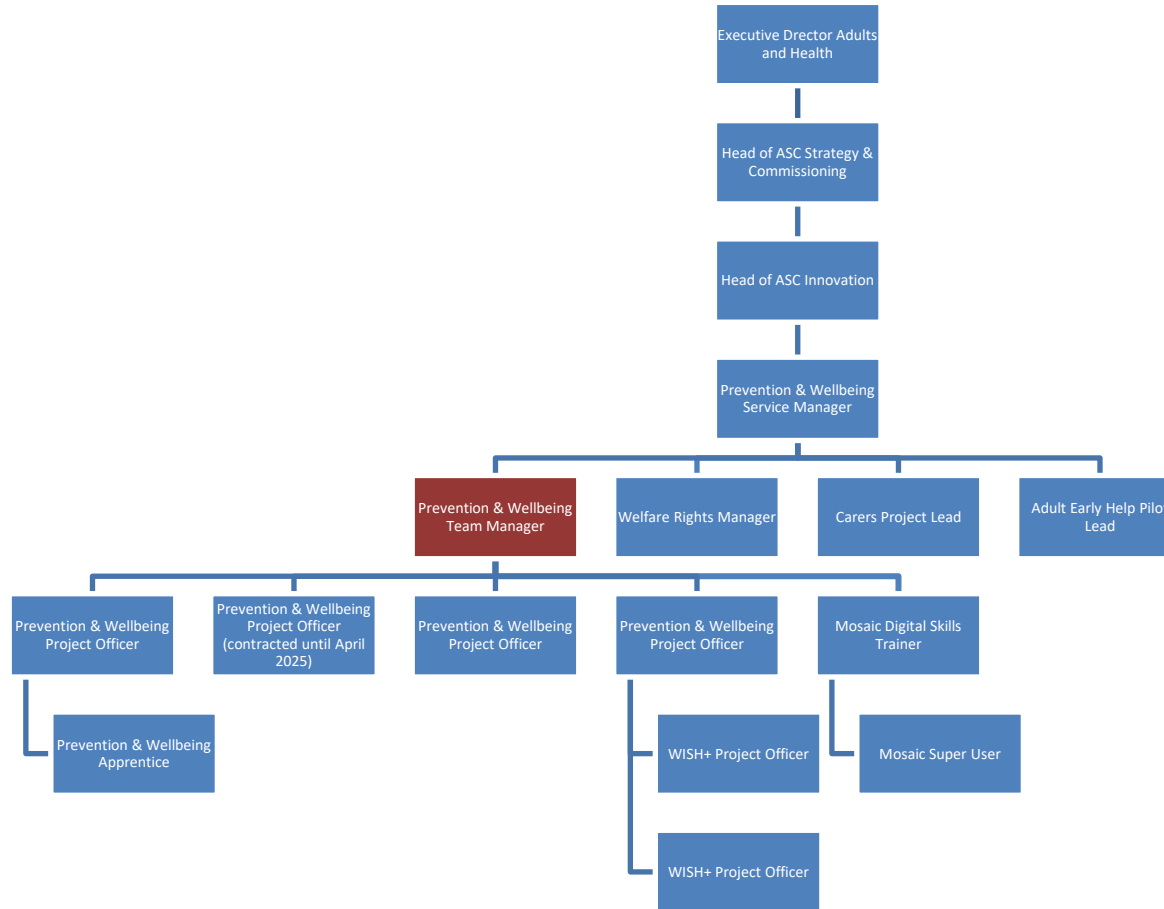 Executive Drector Adults
and Health
Head of ASC Strategy &
Commissioning
Head of ASC Innovation
Prevention & Wellbeing
Service Manager
Prevention & Wellbeing
Team Manager
Welfare Rights Manager
Carers Project Lead
Adult Early Help Pilot
Lead
Prevention & Wellbeing
Project Officer
Prevention & Wellbeing
Project Officer
(contracted until April
2025)
Prevention & Wellbeing
Project Officer
Prevention & Wellbeing
Project Officer
Mosaic Digital Skills
Trainer
Prevention & Wellbeing
Apprentice
WISH+ Project Officer
Mosaic Super User
WISH+ Project Officer